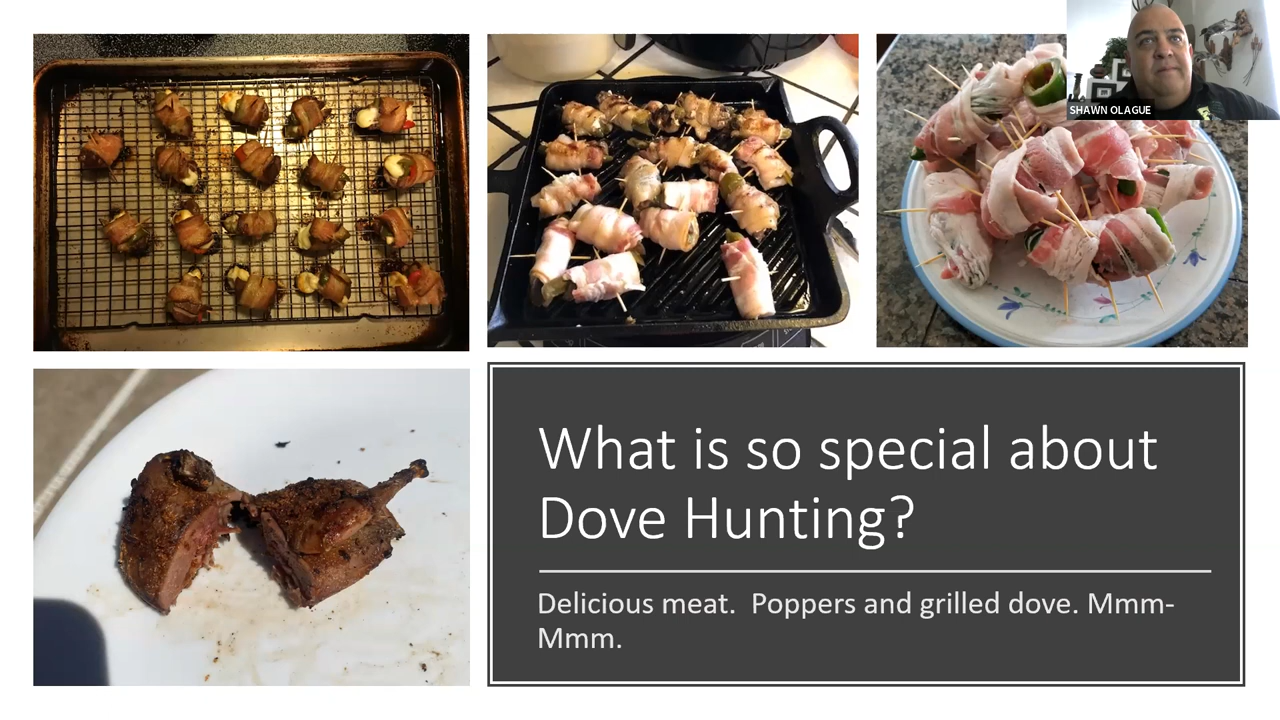 SHAWN OLAGUE
What is so special about
Dove Hunting?
Delicious meat.  Poppers and grilled dove. Mmm-
Mmm.